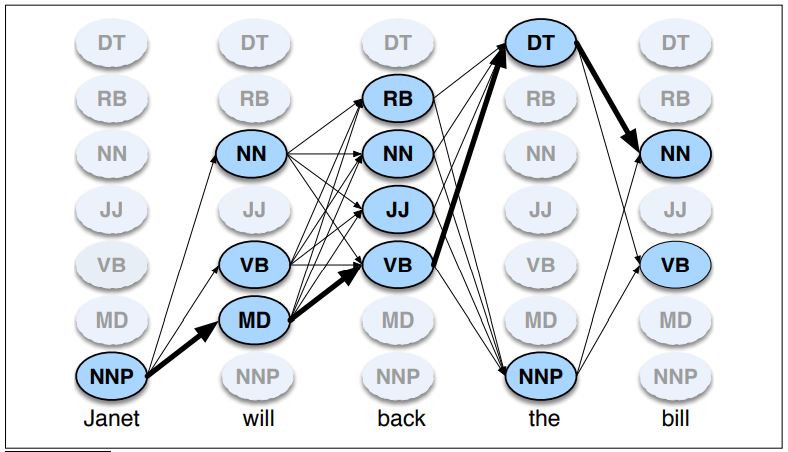 DT DT DT DT DT
RB RB RB RB RB
NN NN NN NN NN
JJ JJ JJ JJ JJ
VB VB VB VB VB
MD MD MD MD MD
NNP NNP NNP NNP NNP
Janet will back the bill